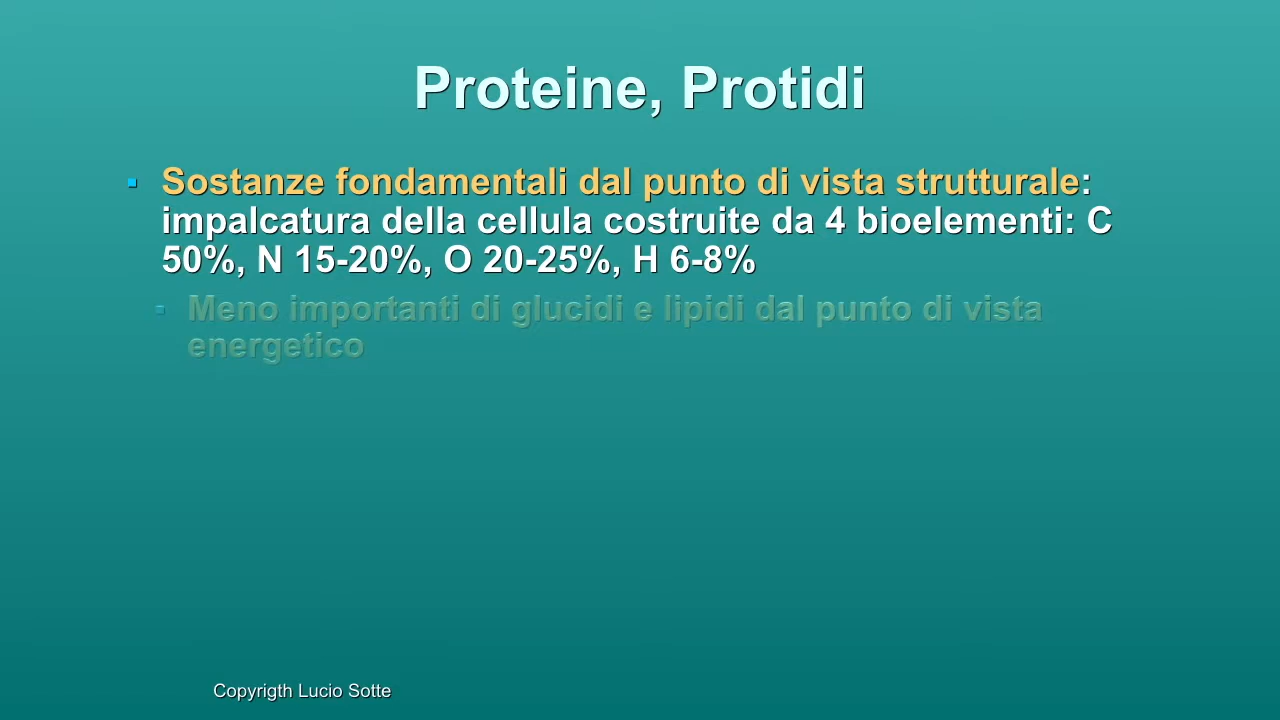 Proteine, Protidi
▪ Sostanze fondamentali dal punto di vista strutturale:
impalcatura della cellula costruite da 4 bioelementi: C
50%, N 15-20%, O 20-25%, H 6-8%
▪ Meno importanti di glucidi e lipidi dal punto di vista
energetico
Copyrigth Lucio Sotte